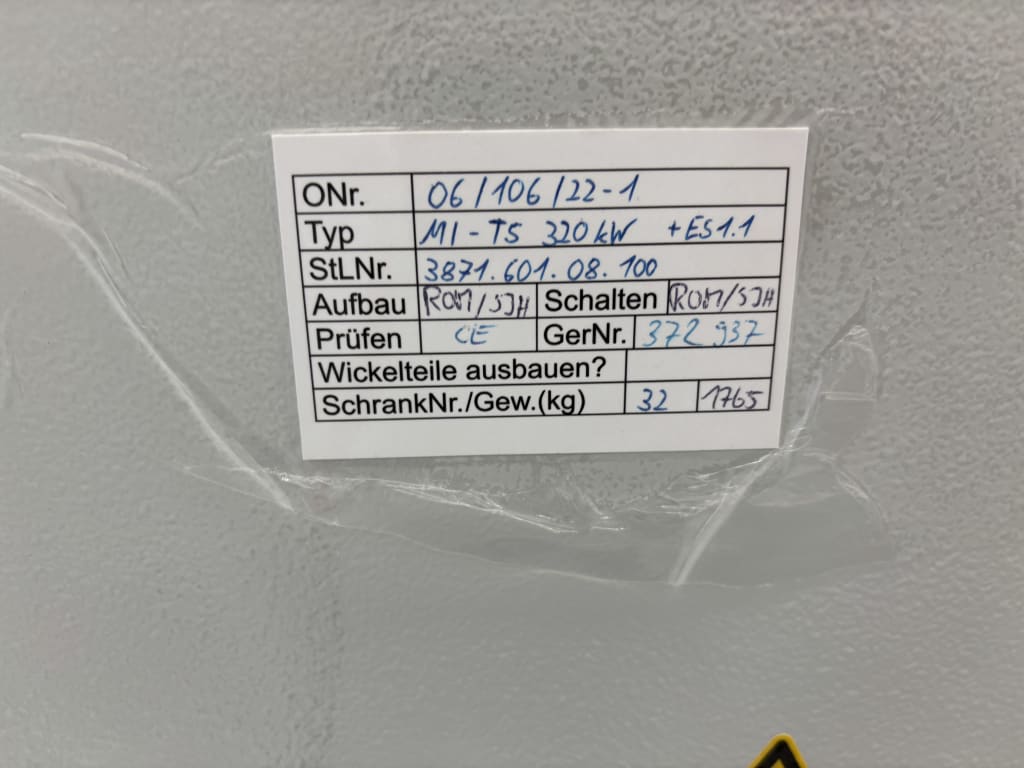 ONr. 06/106/22-1
Typ MI-TS 320 kW +ES1.1
StLNr. 3871.601.08.100
Aufbau ROM/SJH Schalten ROM/SJH
Prüfen CE GerNr. 372 937
Wickelteile ausbauen?
SchrankNr./Gew.(kg) 32 1765